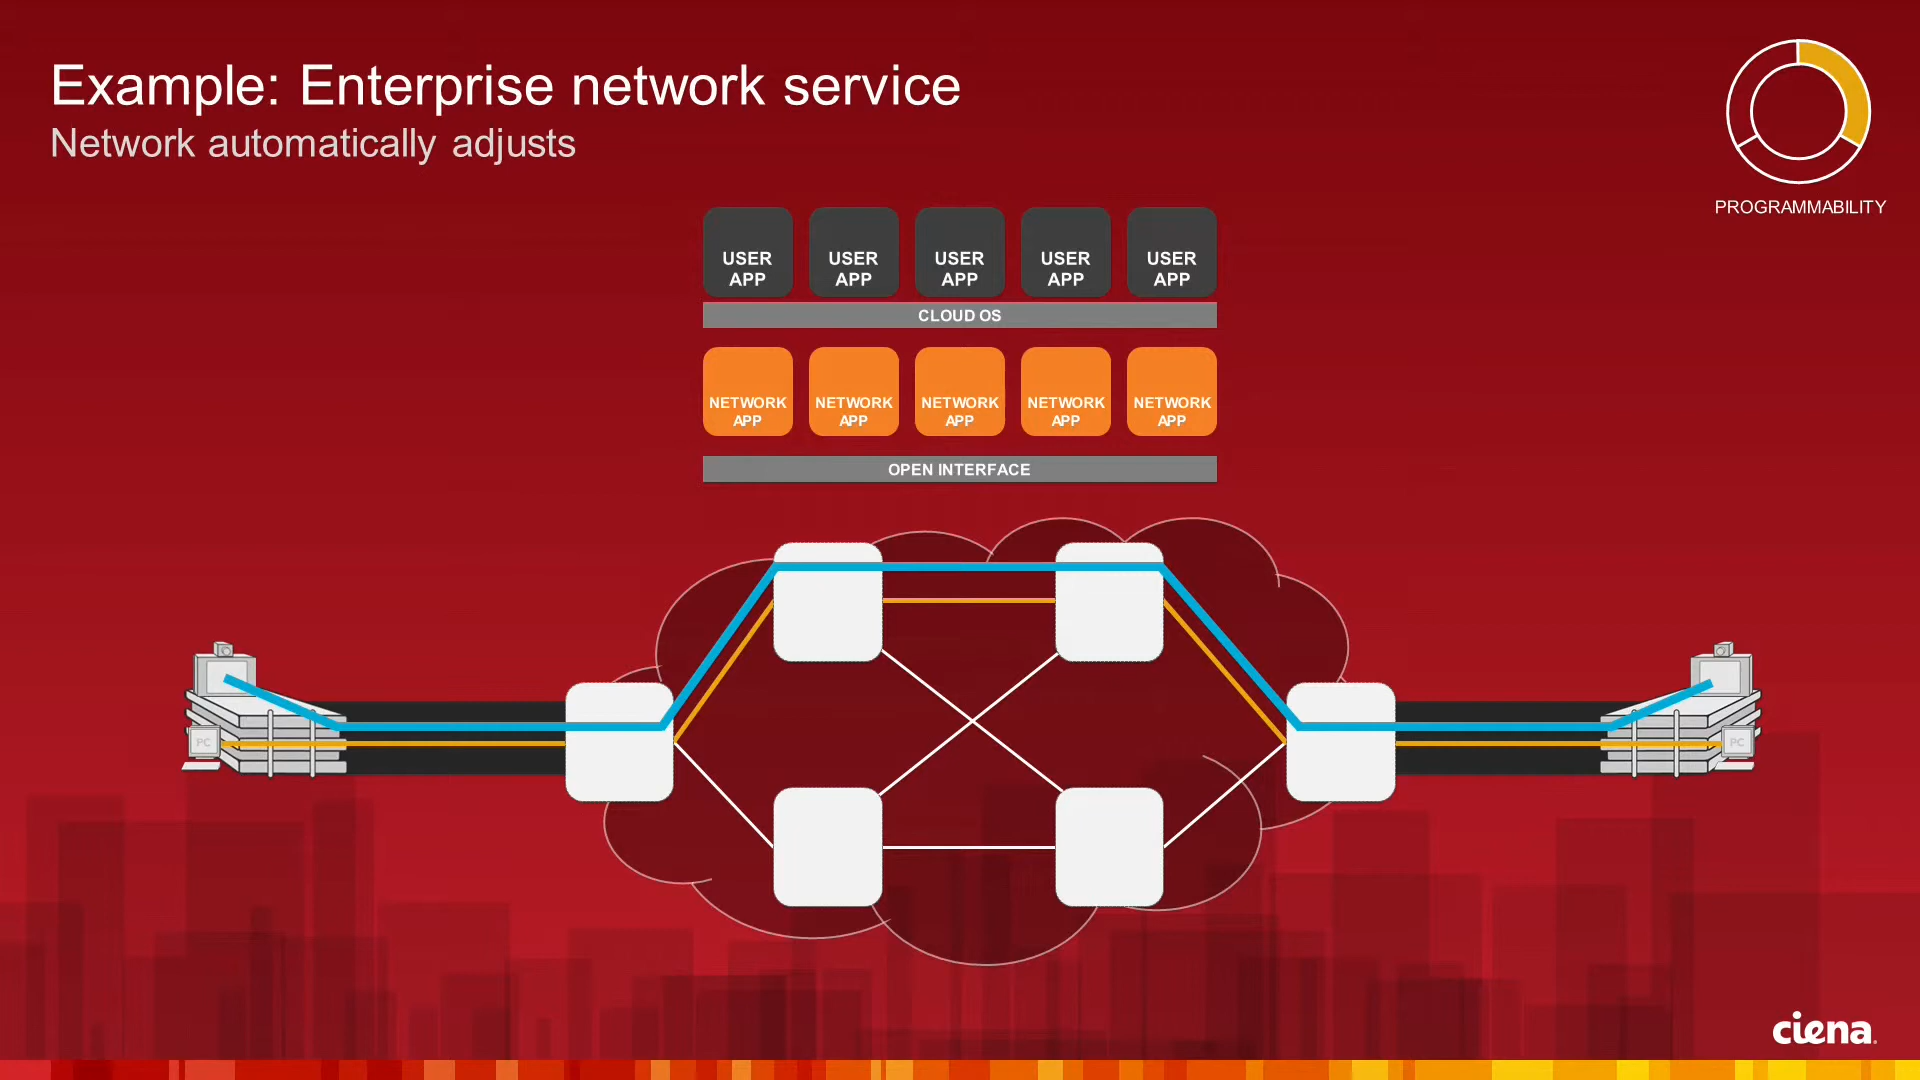 Example: Enterprise network service
Network automatically adjusts
PROGRAMMABILITY
USER APP
USER APP
USER APP
USER APP
USER APP
CLOUD OS
NETWORK APP
NETWORK APP
NETWORK APP
NETWORK APP
NETWORK APP
OPEN INTERFACE
PC
PC
ciena.